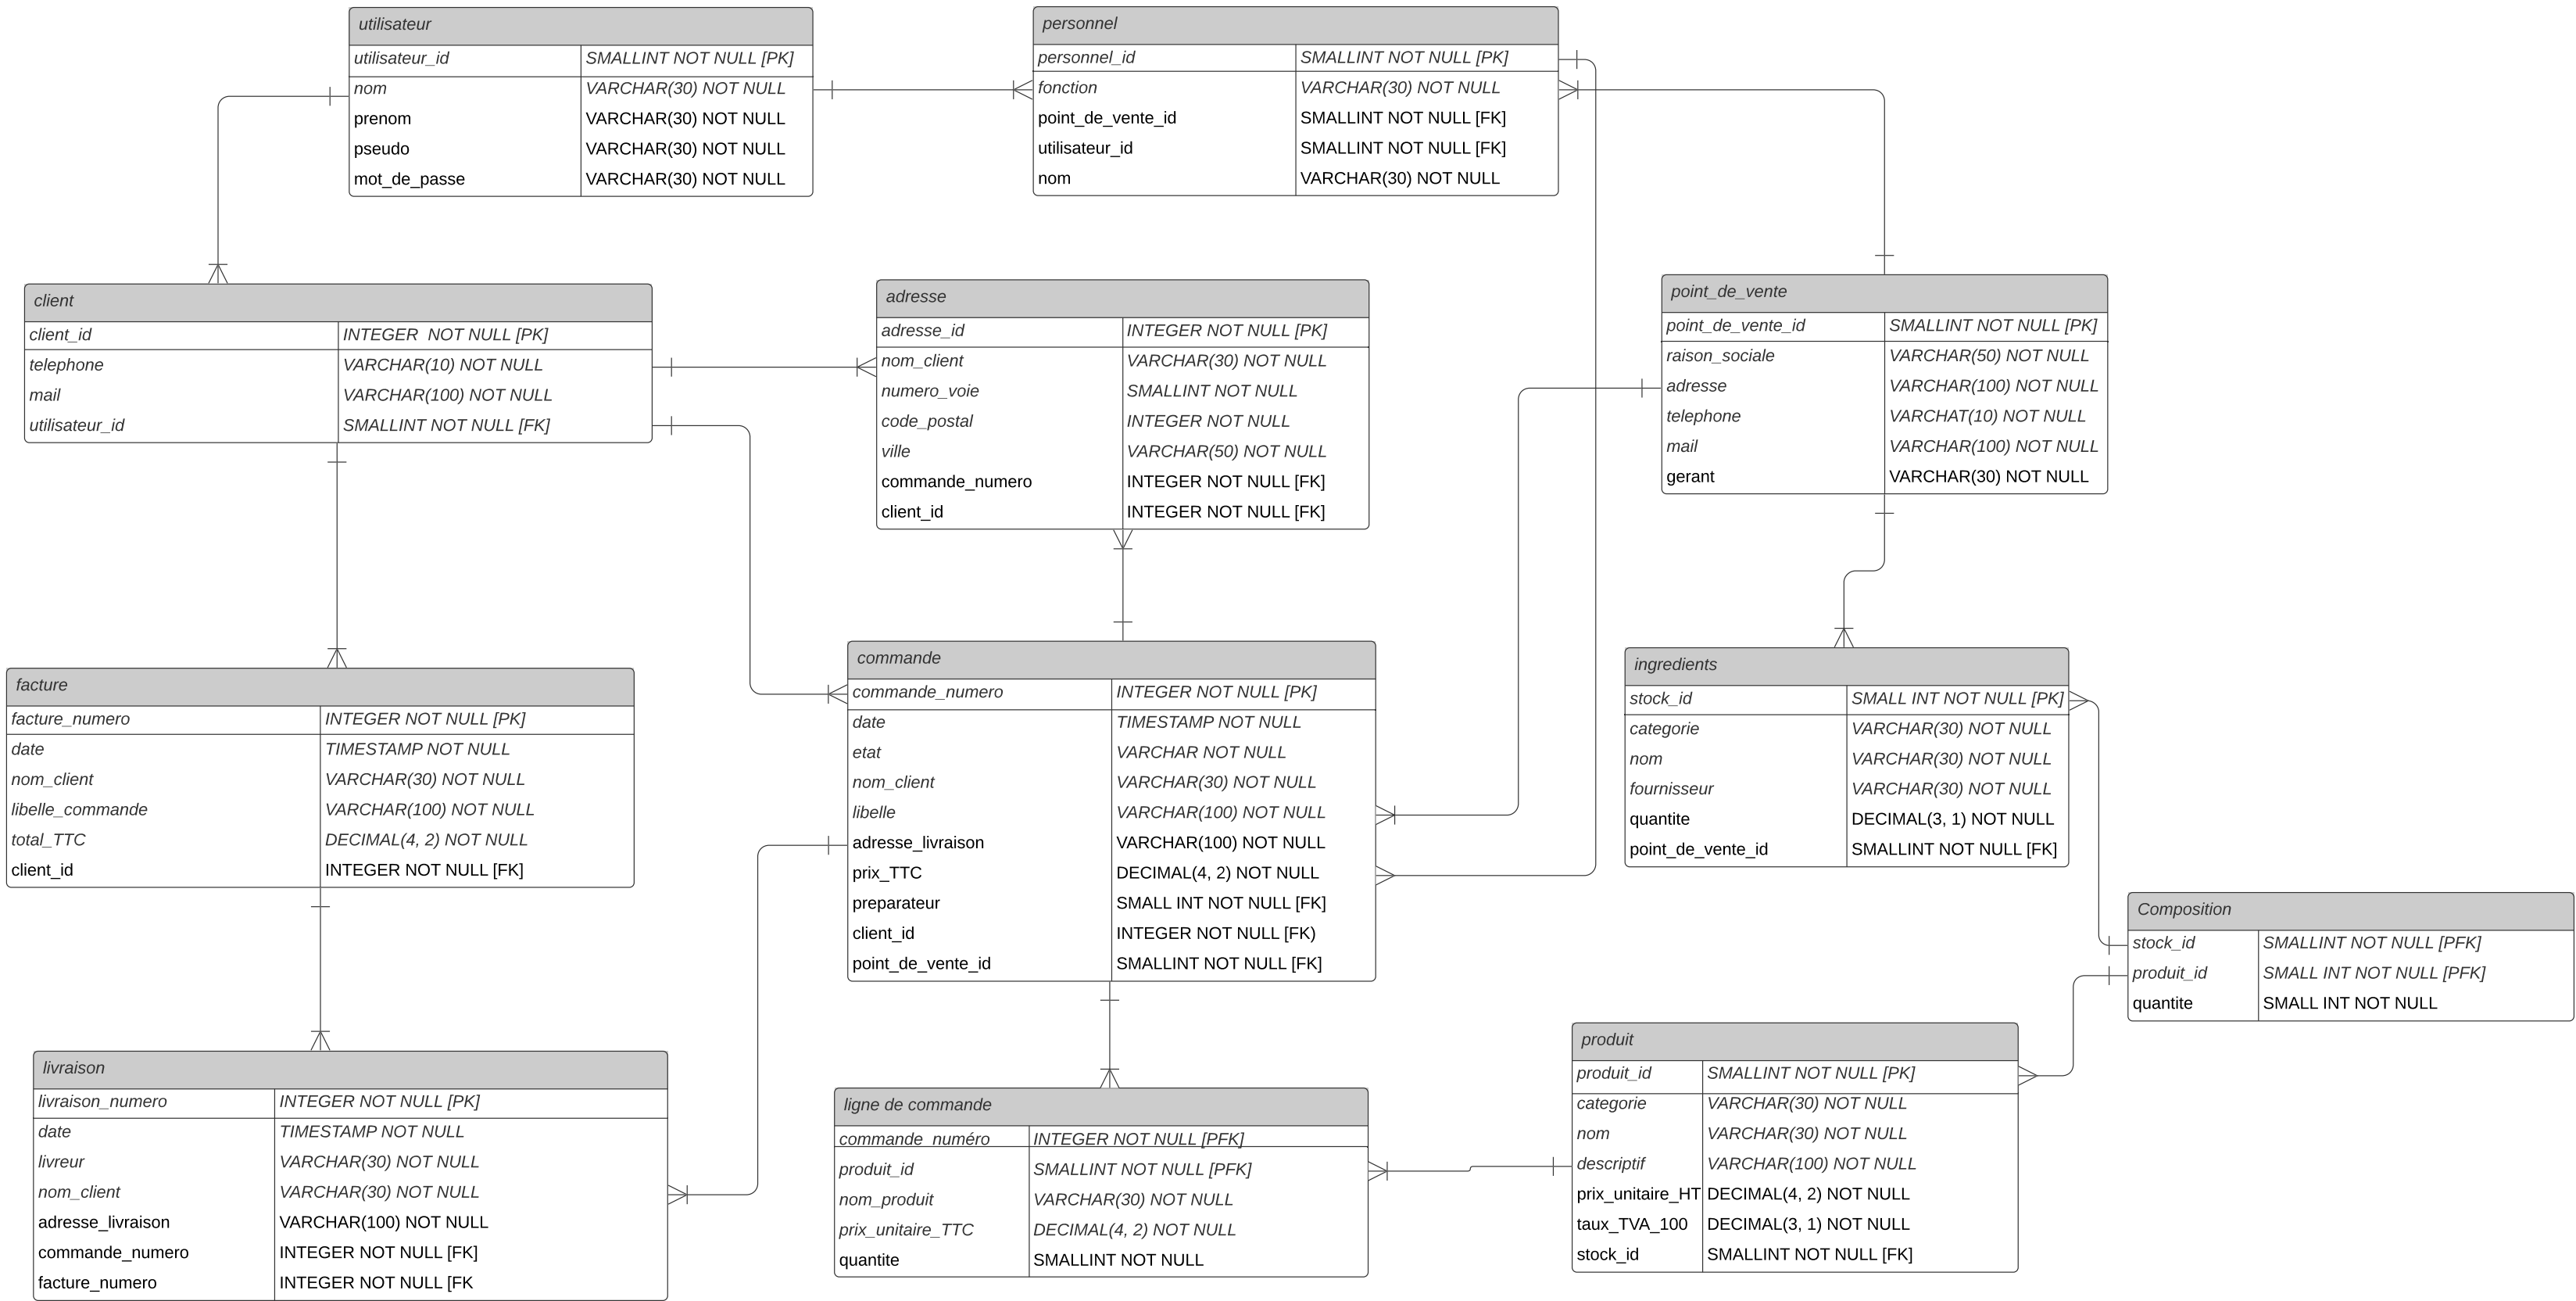 utilisateur
utilisateur_id SMALLINT NOT NULL [PK]
nom VARCHAR(30) NOT NULL
prenom VARCHAR(30) NOT NULL
pseudo VARCHAR(30) NOT NULL
mot_de_passe VARCHAR(30) NOT NULL
personnel
personnel_id SMALLINT NOT NULL [PK]
fonction VARCHAR(30) NOT NULL
point_de_vente_id SMALLINT NOT NULL [FK]
utilisateur_id SMALLINT NOT NULL [FK]
nom VARCHAR(30) NOT NULL
client
client_id INTEGER NOT NULL [PK]
telephone VARCHAR(10) NOT NULL
mail VARCHAR(100) NOT NULL
utilisateur_id SMALLINT NOT NULL [FK]
adresse
adresse_id INTEGER NOT NULL [PK]
nom_client VARCHAR(30) NOT NULL
numero_voie SMALLINT NOT NULL
code_postal INTEGER NOT NULL
ville VARCHAR(50) NOT NULL
commande_numero INTEGER NOT NULL [FK]
client_id INTEGER NOT NULL [FK]
point_de_vente
point_de_vente_id SMALLINT NOT NULL [PK]
raison_sociale VARCHAR(50) NOT NULL
adresse VARCHAR(100) NOT NULL
telephone VARCHAT(10) NOT NULL
mail VARCHAR(100) NOT NULL
gerant VARCHAR(30) NOT NULL
facture
facture_numero INTEGER NOT NULL [PK]
date TIMESTAMP NOT NULL
nom_client VARCHAR(30) NOT NULL
libelle_commande VARCHAR(100) NOT NULL
total_TTC DECIMAL(4, 2) NOT NULL
client_id INTEGER NOT NULL [FK]
commande
commande_numero INTEGER NOT NULL [PK]
date TIMESTAMP NOT NULL
etat VARCHAR NOT NULL
nom_client VARCHAR(30) NOT NULL
libelle VARCHAR(100) NOT NULL
adresse_livraison VARCHAR(100) NOT NULL
prix_TTC DECIMAL(4, 2) NOT NULL
preparateur SMALL INT NOT NULL [FK]
client_id INTEGER NOT NULL [FK)
point_de_vente_id SMALLINT NOT NULL [FK]
ingredients
stock_id SMALL INT NOT NULL [PK]
categorie VARCHAR(30) NOT NULL
nom VARCHAR(30) NOT NULL
fournisseur VARCHAR(30) NOT NULL
quantite DECIMAL(3, 1) NOT NULL
point_de_vente_id SMALLINT NOT NULL [FK]
Composition
stock_id SMALLINT NOT NULL [PFK]
produit_id SMALL INT NOT NULL [PFK]
quantite SMALL INT NOT NULL
livraison
livraison_numero INTEGER NOT NULL [PK]
date TIMESTAMP NOT NULL
livreur VARCHAR(30) NOT NULL
nom_client VARCHAR(30) NOT NULL
adresse_livraison VARCHAR(100) NOT NULL
commande_numero INTEGER NOT NULL [FK]
facture_numero INTEGER NOT NULL [FK
ligne de commande
commande_numéro INTEGER NOT NULL [PFK]
produit_id SMALLINT NOT NULL [PFK]
nom_produit VARCHAR(30) NOT NULL
prix_unitaire_TTC DECIMAL(4, 2) NOT NULL
quantite SMALLINT NOT NULL
produit
produit_id SMALLINT NOT NULL [PK]
categorie VARCHAR(30) NOT NULL
nom VARCHAR(30) NOT NULL
descriptif VARCHAR(100) NOT NULL
prix_unitaire_HT DECIMAL(4, 2) NOT NULL
taux_TVA_100 DECIMAL(3, 1) NOT NULL
stock_id SMALLINT NOT NULL [FK]